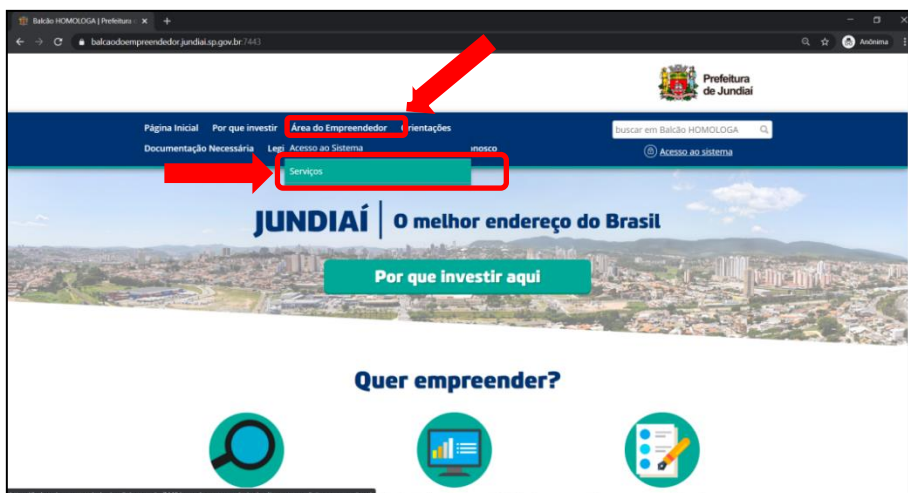 Balcão HOMOLOGA | Prefeitura
balcaodoempreendedor.jundiai.sp.gov.br:7443
Anônima
Prefeitura
de Jundiaí
Página Inicial Por que investir Área do Empreendedor Orientações
buscar em Balcão HOMOLOGA
Documentação Necessária Legi Acesso ao Sistema onosco
Acesso ao sistema
Serviços
JUNDIAÍ | O melhor endereço do Brasil
Por que investir aqui
Quer empreender?